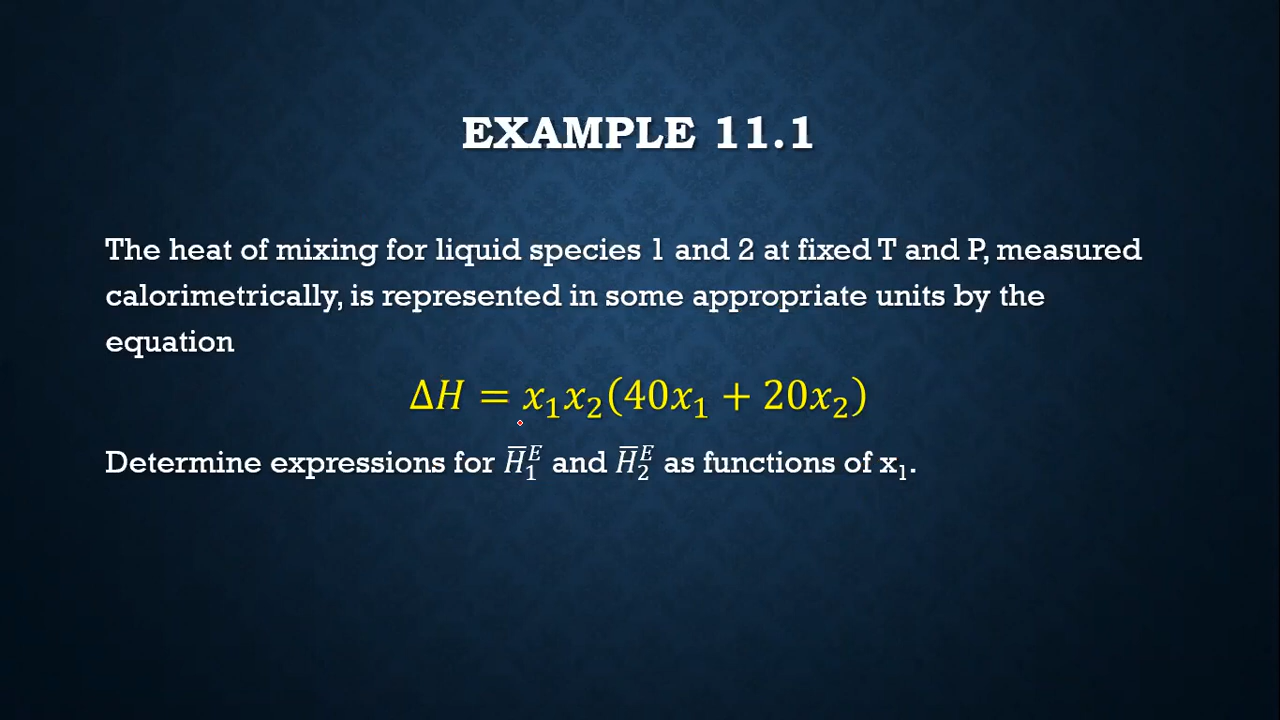 EXAMPLE 11.1
The heat of mixing for liquid species 1 and 2 at fixed T and P, measured
calorimetrically, is represented in some appropriate units by the
equation
ΔH = x₁x₂(40x₁ + 20x₂)
Determine expressions for H̅₁ᴱ and H̅₂ᴱ as functions of x₁.